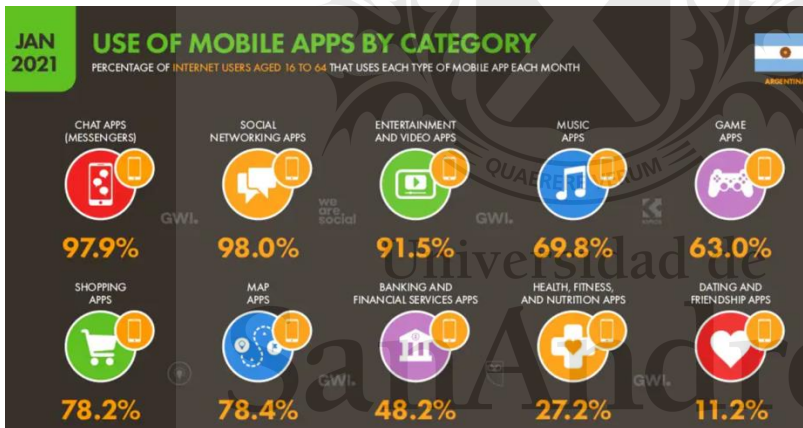 JAN
2021
USE OF MOBILE APPS BY CATEGORY
PERCENTAGE OF INTERNET USERS AGED 16 TO 64 THAT USES EACH TYPE OF MOBILE APP EACH MONTH
ARGENTINA
CHAT APPS
(MESSENGERS)
97.9%
SOCIAL
NETWORKING APPS
98.0%
ENTERTAINMENT
AND VIDEO APPS
91.5%
MUSIC
APPS
69.8%
GAME
APPS
63.0%
QUAERERE VERUM
GWI.
we
are
social
GWI.
Universidad de
SHOPPING
APPS
78.2%
MAP
APPS
78.4%
BANKING AND
FINANCIAL SERVICES APPS
48.2%
HEALTH, FITNESS,
AND NUTRITION APPS
27.2%
DATING AND
FRIENDSHIP APPS
11.2%
GWI.
GWI.
SanAndré